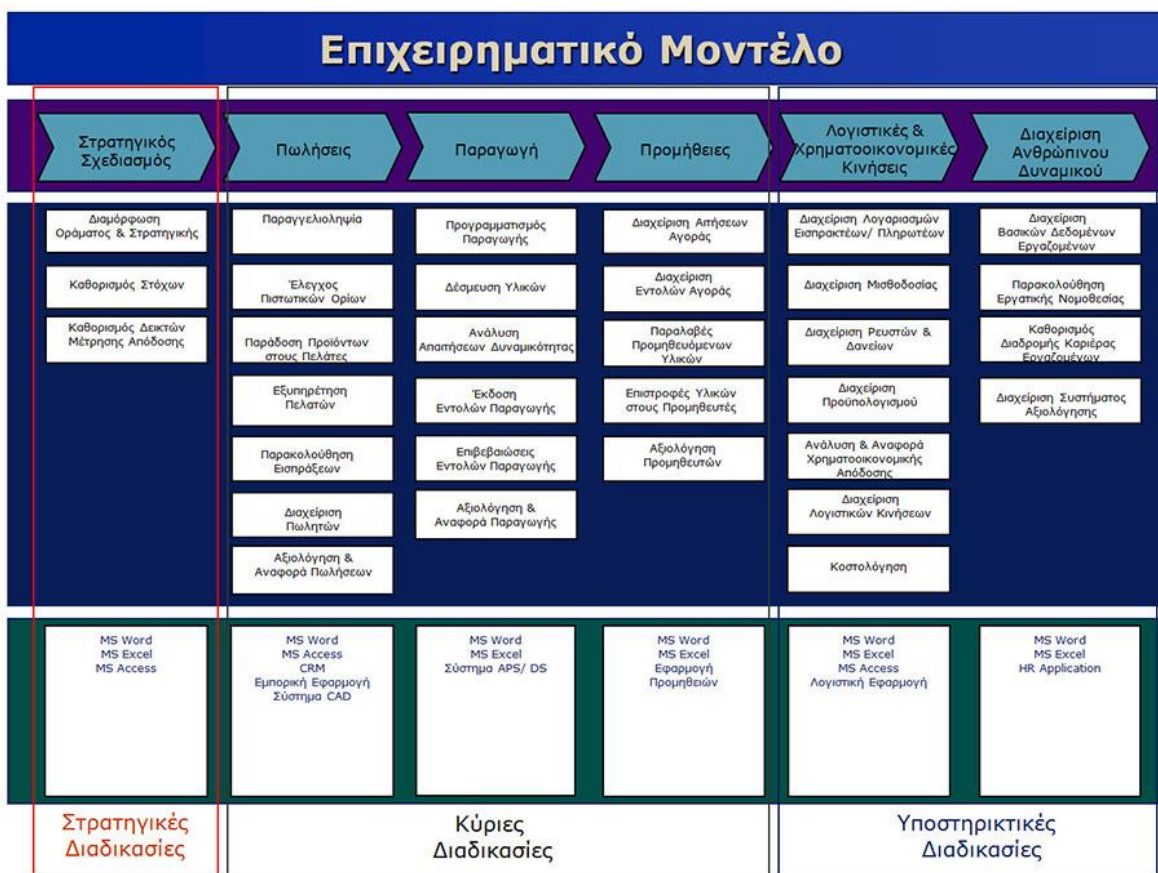 Επιχειρηματικό Μοντέλο
Στρατηγικός
Σχεδιασμός
Πωλήσεις
Παραγωγή
Προμήθειες
Λογιστικές &
Χρηματοοικονομικές
Κινήσεις
Διαχείριση
Ανθρώπινου
Δυναμικού
Διαμόρφωση
Οράματος & Στρατηγικής
Καθορισμός Στόχων
Καθορισμός Δεικτών
Μέτρησης Απόδοσης
Παραγγελιοληψία
Έλεγχος
Πιστωτικών Ορίων
Παράδοση Προϊόντων
στους Πελάτες
Εξυπηρέτηση
Πελατών
Παρακολούθηση
Εισπράξεων
Διαχείριση
Πωλητών
Αξιολόγηση &
Αναφορά Πωλήσεων
Προγραμματισμός
Παραγωγής
Δέσμευση Υλικών
Ανάλυση
Απαιτήσεων Δυναμικότητας
Έκδοση
Εντολών Παραγωγής
Επιβεβαιώσεις
Εντολών Παραγωγής
Αξιολόγηση &
Αναφορά Παραγωγής
Διαχείριση Αιτήσεων
Αγοράς
Διαχείριση
Εντολών Αγοράς
Παραλαβές
Προμηθευόμενων
Υλικών
Επιστροφές Υλικών
στους Προμηθευτές
Αξιολόγηση
Προμηθευτών
Διαχείριση Λογαριασμών
Εισπρακτέων/ Πληρωτέων
Διαχείριση Μισθοδοσίας
Διαχείριση Ρευστών &
Δανείων
Διαχείριση
Προϋπολογισμού
Ανάλυση & Αναφορά
Χρηματοοικονομικής
Απόδοσης
Διαχείριση
Λογιστικών Κινήσεων
Κοστολόγηση
Διαχείριση
Βασικών Δεδομένων
Εργαζομένων
Παρακολούθηση
Εργατικής Νομοθεσίας
Καθορισμός
Διαδρομής Καριέρας
Εργαζομένων
Διαχείριση Συστήματος
Αξιολόγησης
MS Word
MS Excel
MS Access
MS Word
MS Access
CRM
Εμπορική Εφαρμογή
Σύστημα CAD
MS Word
MS Excel
Σύστημα APS/ DS
MS Word
MS Excel
Εφαρμογή
Προμηθειών
MS Word
MS Excel
MS Access
Λογιστική Εφαρμογή
MS Word
MS Excel
HR Application
Στρατηγικές
Διαδικασίες
Κύριες
Διαδικασίες
Υποστηρικτικές
Διαδικασίες